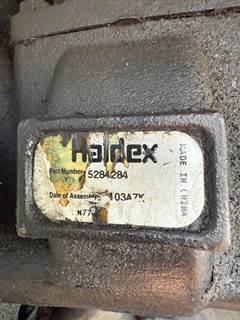 Haldex
Part Number 5284284
Date of Assembly 103A7K
N77
MADE IN CHINA